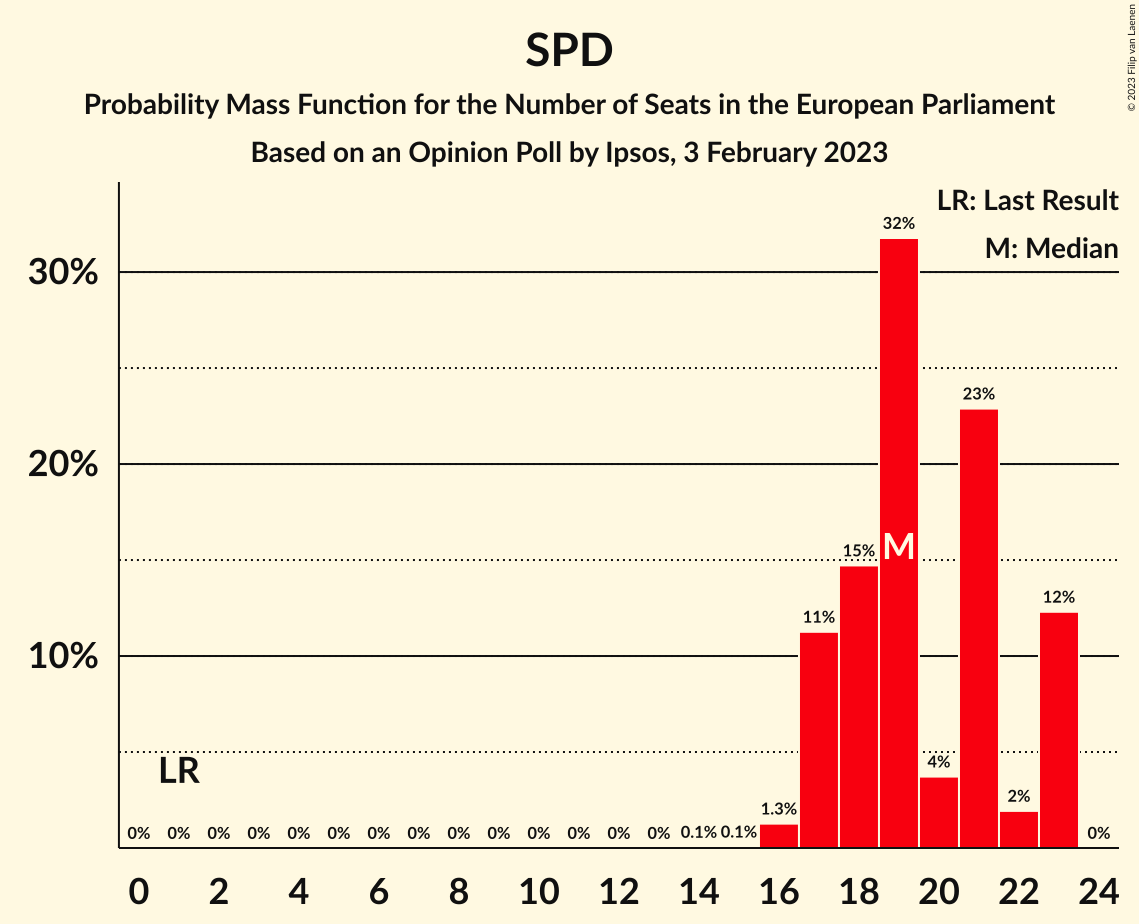 SPD
Probability Mass Function for the Number of Seats in the European Parliament
Based on an Opinion Poll by Ipsos, 3 February 2023
© 2023 Filip van Laenen
LR: Last Result
M: Median
32%
30%
23%
20%
15%
M
12%
11%
10%
LR
4%
2%
1.3%
0% 0% 0% 0% 0% 0% 0% 0% 0% 0% 0% 0% 0% 0% 0.1% 0.1% 0%
0 2 4 6 8 10 12 14 16 18 20 22 24